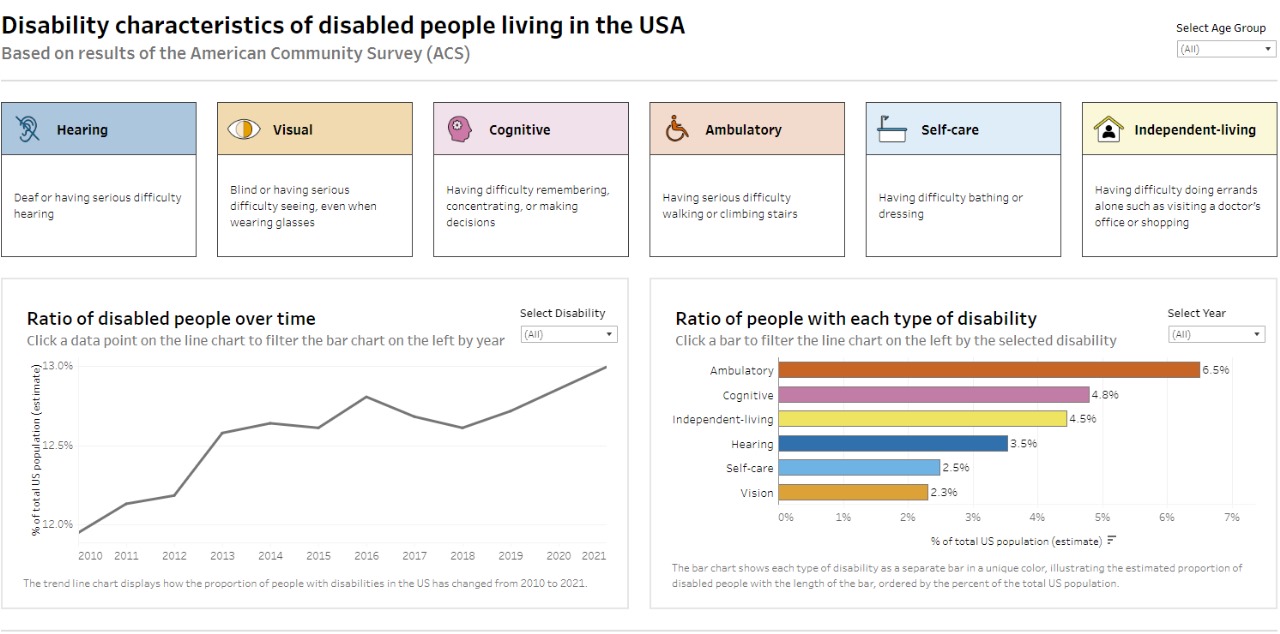 Disability characteristics of disabled people living in the USA
Based on results of the American Community Survey (ACS)
Select Age Group
(All)
Hearing
Deaf or having serious difficulty
hearing
Visual
Blind or having serious
difficulty seeing, even when
wearing glasses
Cognitive
Having difficulty remembering,
concentrating, or making
decisions
Ambulatory
Having serious difficulty
walking or climbing stairs
Self-care
Having difficulty bathing or
dressing
Independent-living
Having difficulty doing errands
alone such as visiting a doctor's
office or shopping
Ratio of disabled people over time
Click a data point on the line chart to filter the bar chart on the left by year
Select Disability
(All)
% of total US population (estimate)
13.0%
12.5%
12.0%
2010 2011 2012 2013 2014 2015 2016 2017 2018 2019 2020 2021
The trend line chart displays how the proportion of people with disabilities in the US has changed from 2010 to 2021.
Ratio of people with each type of disability
Click a bar to filter the line chart on the left by the selected disability
Select Year
(All)
Ambulatory 6.5%
Cognitive 4.8%
Independent-living 4.5%
Hearing 3.5%
Self-care 2.5%
Vision 2.3%
0% 1% 2% 3% 4% 5% 6% 7%
% of total US population (estimate)
The bar chart shows each type of disability as a separate bar in a unique color, illustrating the estimated proportion of
disabled people with the length of the bar, ordered by the percent of the total US population.